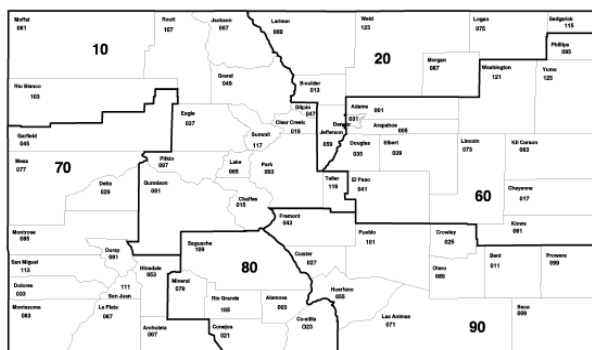 Moffat
081
Routt
107
Jackson
057
Larimer
069
Weld
123
Logan
075
Sedgwick
115
Phillips
095
10
20
Morgan
087
Washington
121
Yuma
125
Grand
049
Boulder
013
Rio Blanco
103
Gilpin
047
Adams
001
Denver
031
Arapahoe
005
Eagle
037
Clear Creek
019
Jefferson
059
Summit
117
Douglas
035
Elbert
039
Lincoln
073
Kit Carson
063
Garfield
045
Mesa
077
70
Pitkin
097
Lake
065
Park
093
Delta
029
Gunnison
051
Teller
119
El Paso
041
60
Cheyenne
017
Chaffee
015
Fremont
043
Kiowa
061
Montrose
085
Ouray
091
Saguache
109
Pueblo
101
Crowley
025
San Miguel
113
Hinsdale
053
Custer
027
Otero
089
Bent
011
Prowers
099
80
Dolores
033
111
San Juan
Mineral
079
Huerfano
055
Montezuma
083
La Plata
067
Rio Grande
105
Alamosa
003
Las Animas
071
Baca
009
Archuleta
007
Conejos
021
Costilla
O23
90